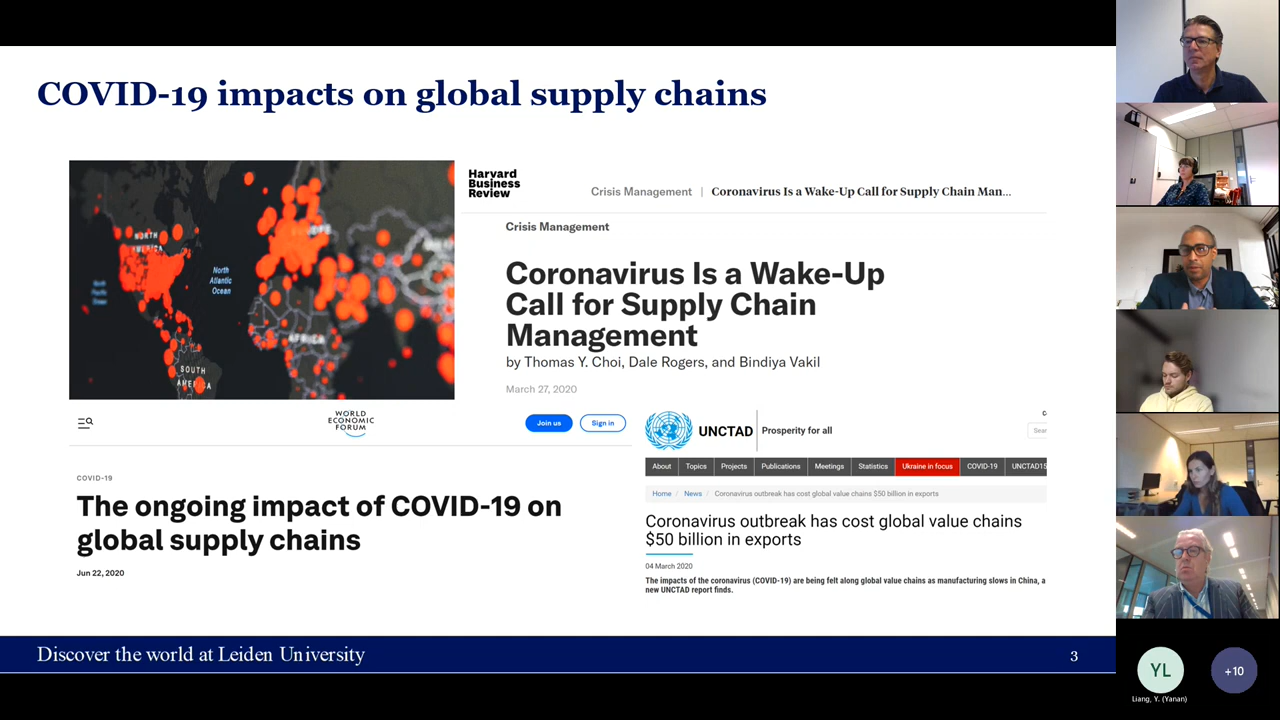 COVID-19 impacts on global supply chains
NORTH
AMERICA
North
Atlantic
Ocean
AFRICA
SOUTH
AMERICA
Harvard
Business
Review
Crisis Management | Coronavirus Is a Wake-Up Call for Supply Chain Man...
Crisis Management
Coronavirus Is a Wake-Up
Call for Supply Chain
Management
by Thomas Y. Choi, Dale Rogers, and Bindiya Vakil
March 27, 2020
WORLD
ECONOMIC
FORUM
Join us
Sign in
COVID-19
The ongoing impact of COVID-19 on
global supply chains
Jun 22, 2020
UNCTAD
Prosperity for all
Sear
About Topics Projects Publications Meetings Statistics Ukraine in focus COVID-19 UNCTAD15
Home / News / Coronavirus outbreak has cost global value chains $50 billion in exports
Coronavirus outbreak has cost global value chains
$50 billion in exports
04 March 2020
The impacts of the coronavirus (COVID-19) are being felt along global value chains as manufacturing slows in China, a
new UNCTAD report finds.
Discover the world at Leiden University
3
YL
+10
Liang, Y. (Yanan)